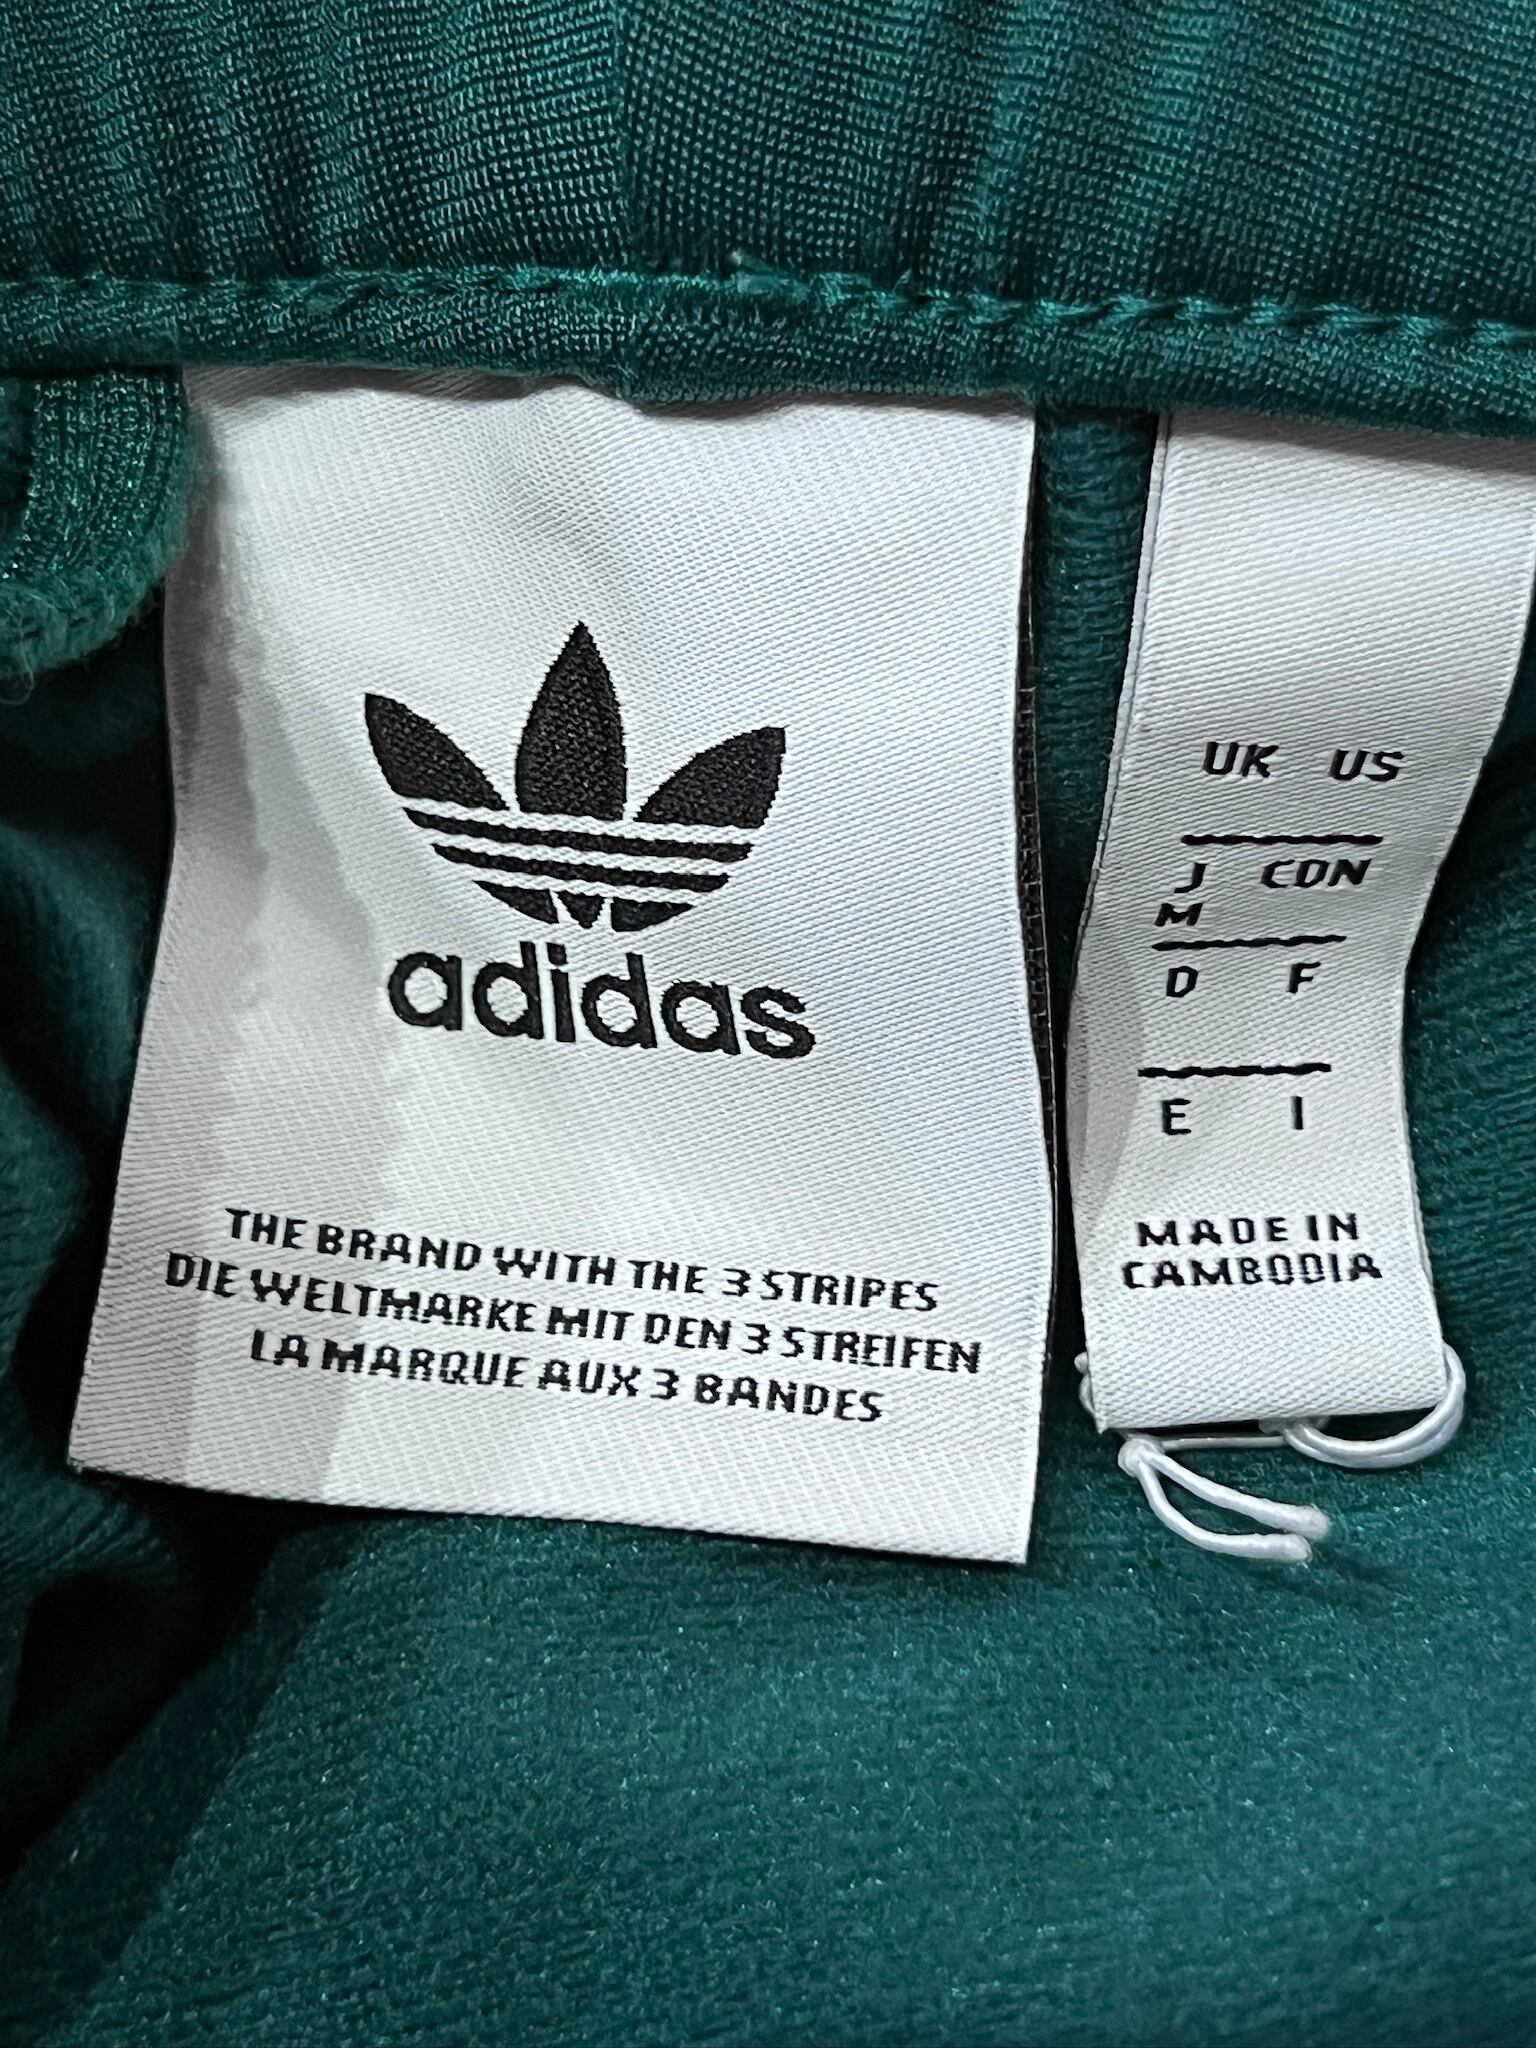 adidas
THE BRAND WITH THE 3 STRIPES
DIE WELTMARKE MIT DEN 3 STREIFEN
LA MARQUE AUX 3 BANDES
UK US
J CDN
M
D F
E I
MADE IN
CAMBODIA